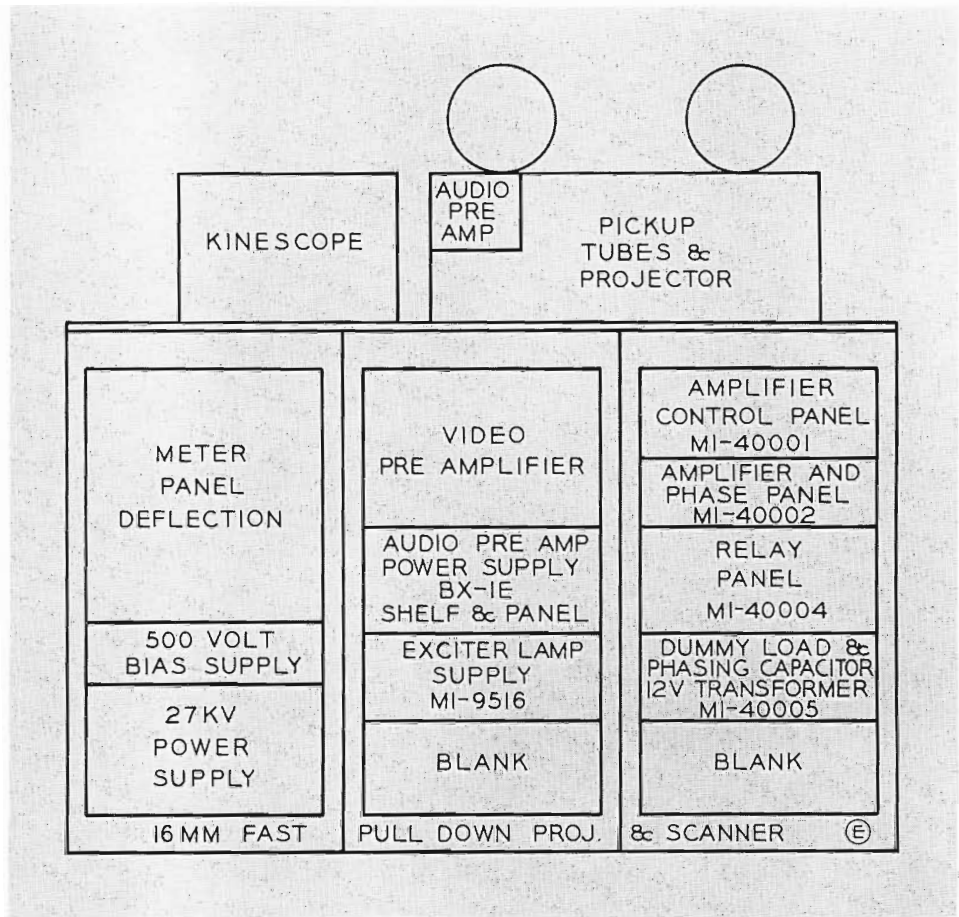 KINESCOPE
AUDIO
PRE
AMP
PICKUP
TUBES &
PROJECTOR
METER
PANEL
DEFLECTION
500 VOLT
BIAS SUPPLY
27KV
POWER
SUPPLY
VIDEO
PRE AMPLIFIER
AUDIO PRE AMP
POWER SUPPLY
BX-1E
SHELF & PANEL
EXCITER LAMP
SUPPLY
MI-9516
BLANK
AMPLIFIER
CONTROL PANEL
MI-40001
AMPLIFIER AND
PHASE PANEL
MI-40002
RELAY
PANEL
MI-40004
DUMMY LOAD &
PHASING CAPACITOR
12V TRANSFORMER
MI-40005
BLANK
16MM FAST PULL DOWN PROJ. & SCANNER E